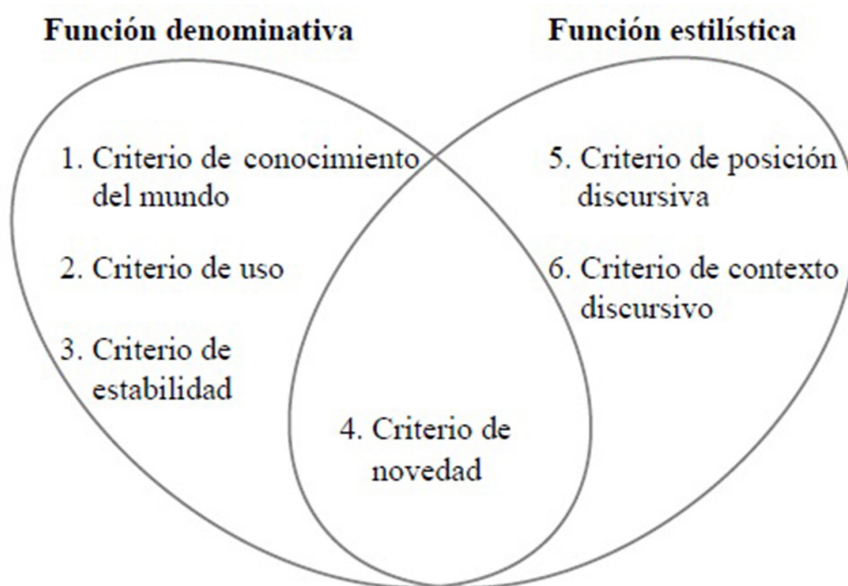 Función denominativa
Función estilística
1. Criterio de conocimiento
del mundo
2. Criterio de uso
3. Criterio de
estabilidad
4. Criterio de
novedad
5. Criterio de posición
discursiva
6. Criterio de contexto
discursivo